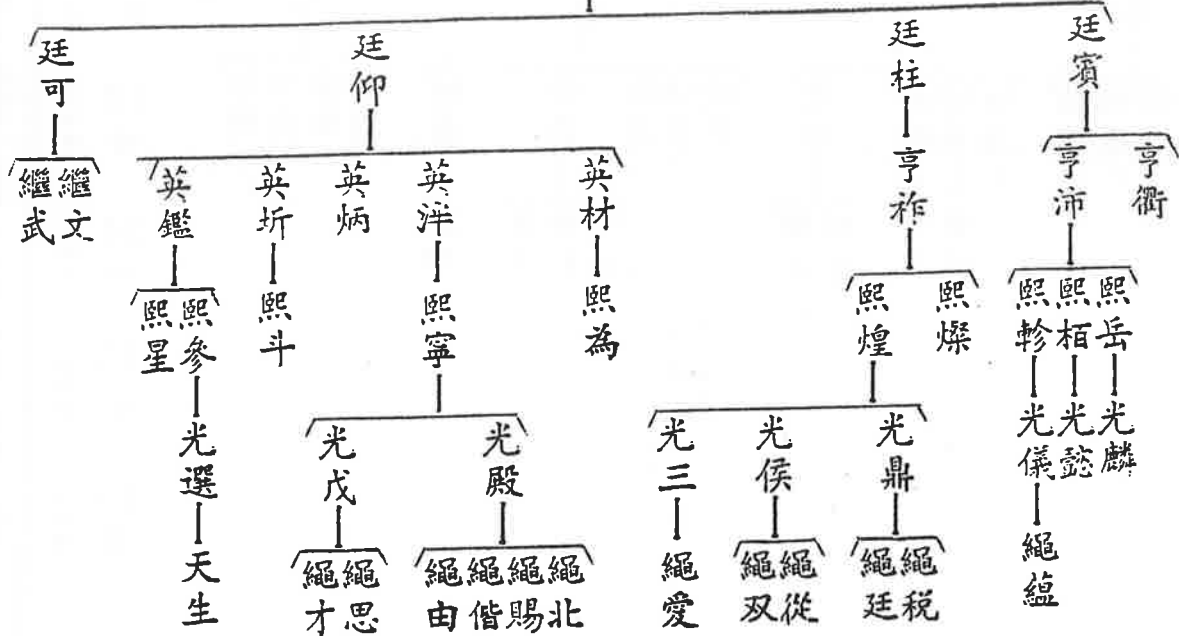 廷賓
廷柱
廷仰
廷可
亨衢
亨沛
亨祚
英材
英洋
英炳
英圻
英鑑
繼文
繼武
熙岳
熙栢
熙軫
熙燦
熙煌
熙為
熙寧
熙斗
熙參
熙星
光麟
光懿
光儀
光鼎
光侯
光三
光殿
光戊
光選
繩蘊
繩税
繩廷
繩從
繩双
繩愛
繩北
繩賜
繩偕
繩由
繩思
繩才
天生